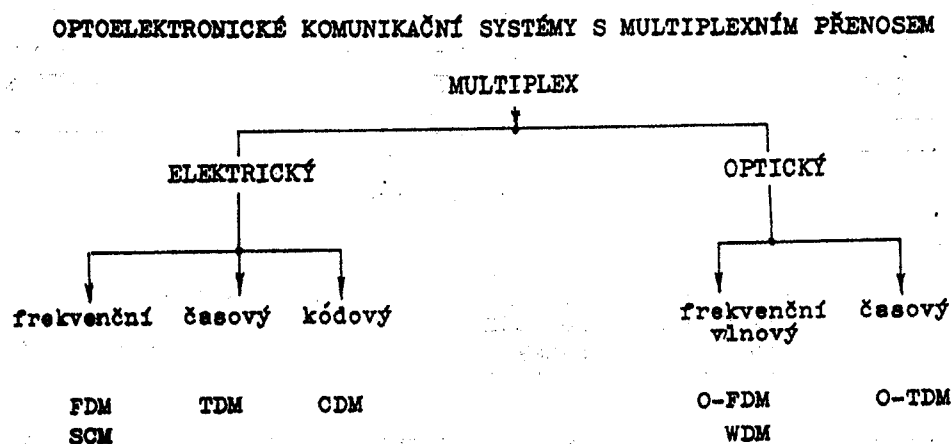 OPTOELEKTRONICKÉ KOMUNIKAČNÍ SYSTÉMY S MULTIPLEXNÍM PŘENOSEM
MULTIPLEX
ELEKTRICKÝ OPTICKÝ
frekvenční časový kódový frekvenční časový
vlnový
FDM TDM CDM O-FDM O-TDM
SCM WDM